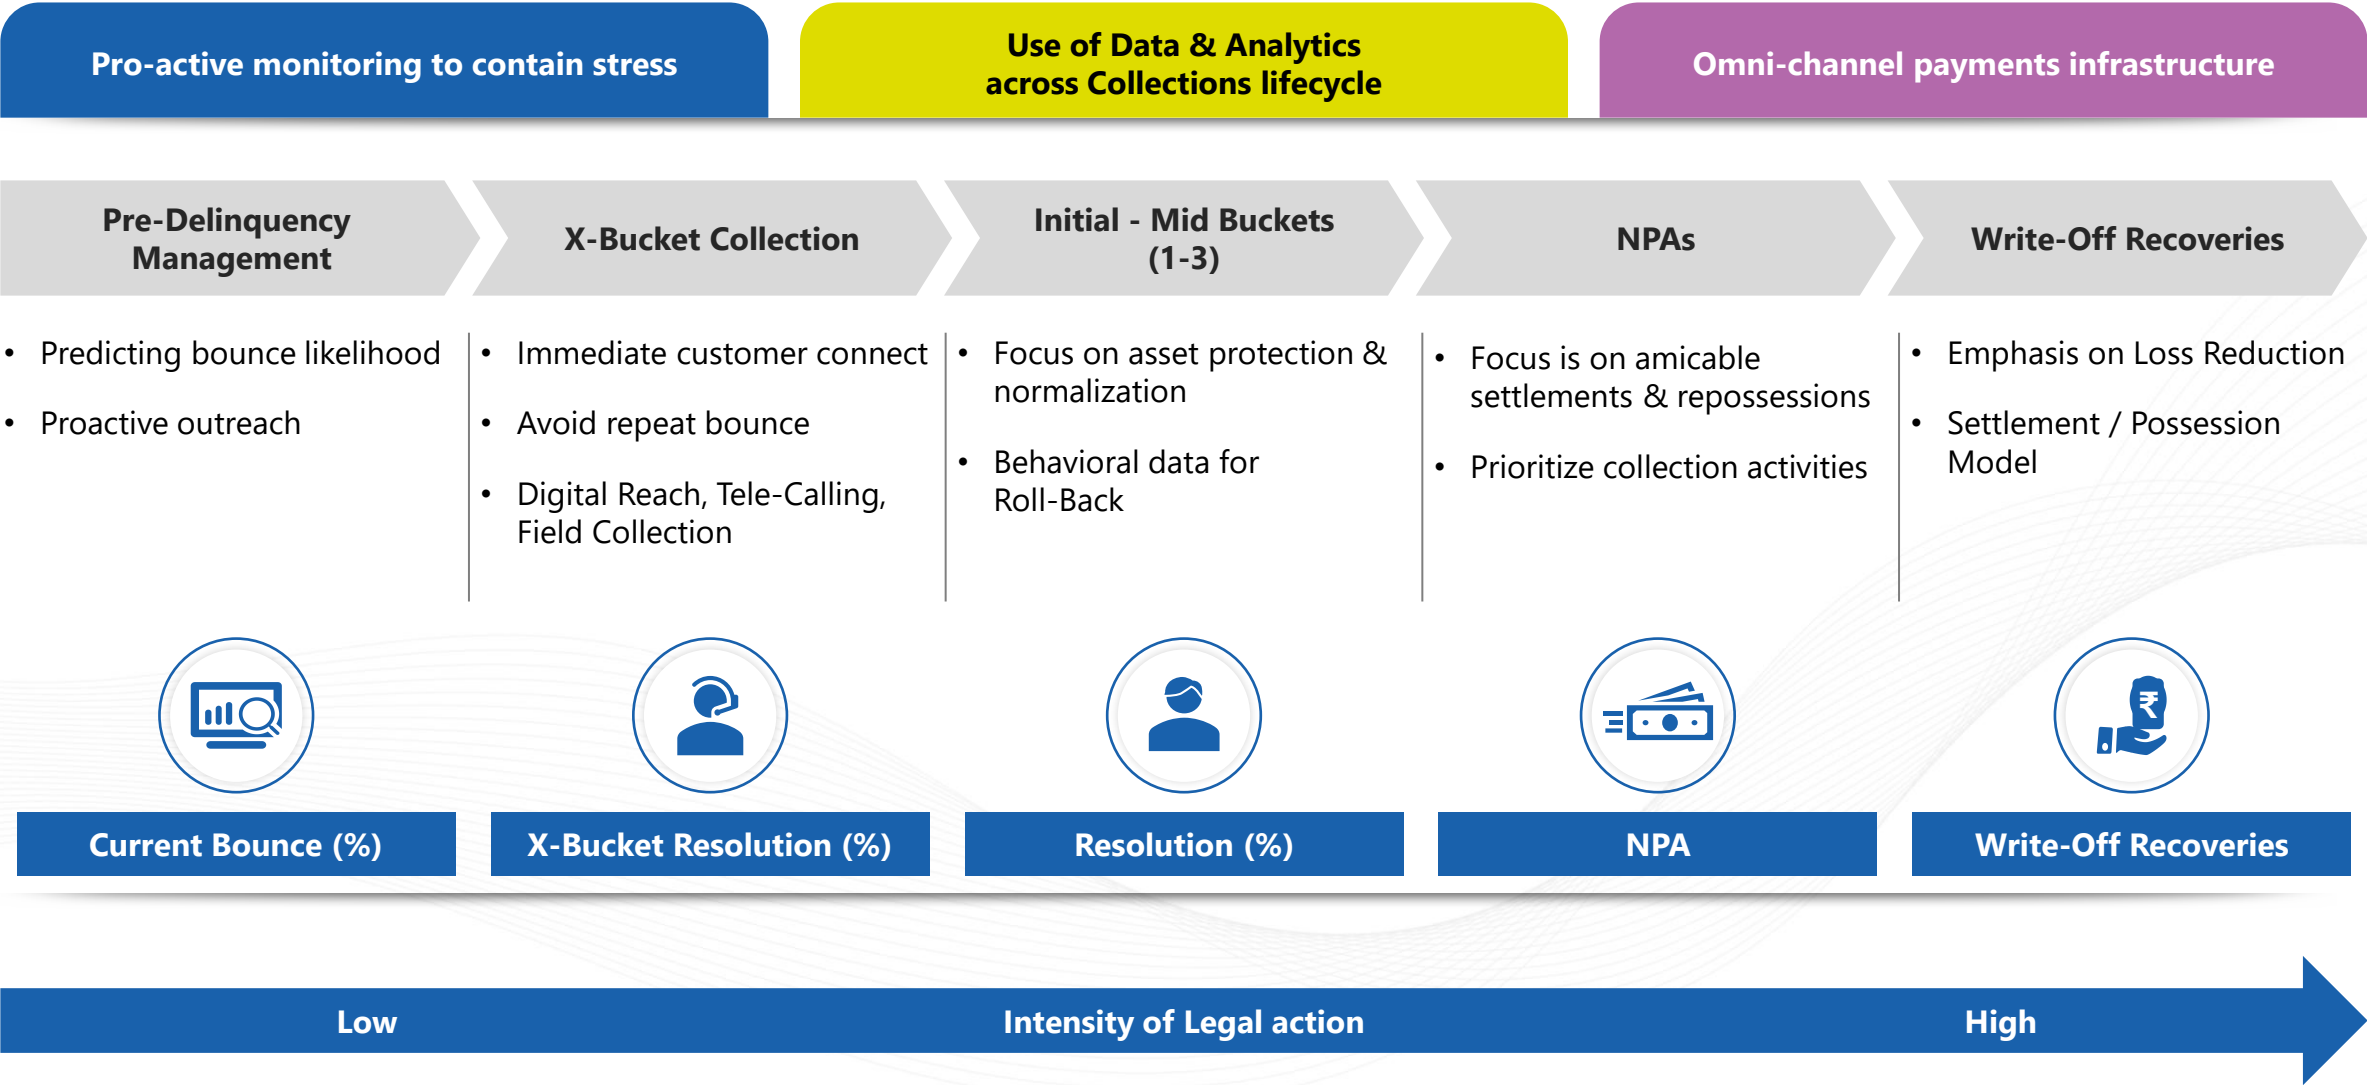 Pro-active monitoring to contain stress
Use of Data & Analytics
across Collections lifecycle
Omni-channel payments infrastructure
Pre-Delinquency
Management
X-Bucket Collection
Initial - Mid Buckets
(1-3)
NPAs
Write-Off Recoveries
• Predicting bounce likelihood
• Proactive outreach
• Immediate customer connect
• Avoid repeat bounce
• Digital Reach, Tele-Calling,
Field Collection
• Focus on asset protection &
normalization
• Behavioral data for
Roll-Back
• Focus is on amicable
settlements & repossessions
• Prioritize collection activities
• Emphasis on Loss Reduction
• Settlement / Possession
Model
₹
Current Bounce (%)
X-Bucket Resolution (%)
Resolution (%)
NPA
Write-Off Recoveries
Low
Intensity of Legal action
High